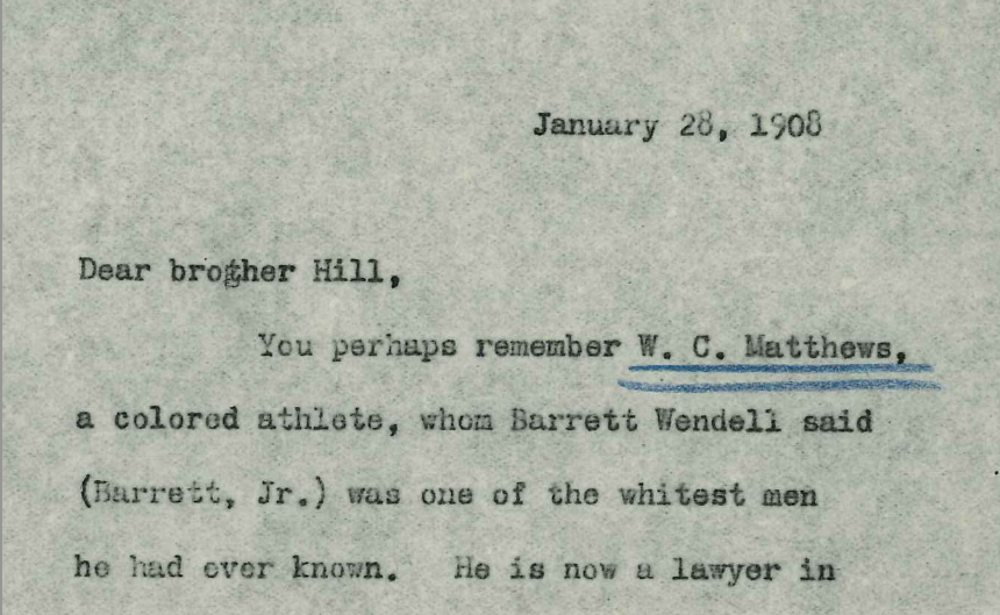 January 28, 1908
Dear brogher Hill,
You perhaps remember W. C. Matthews,
a colored athlete, whom Barrett Wendell said
(Barrett, Jr.) was one of the whitest men
he had ever known. He is now a lawyer in